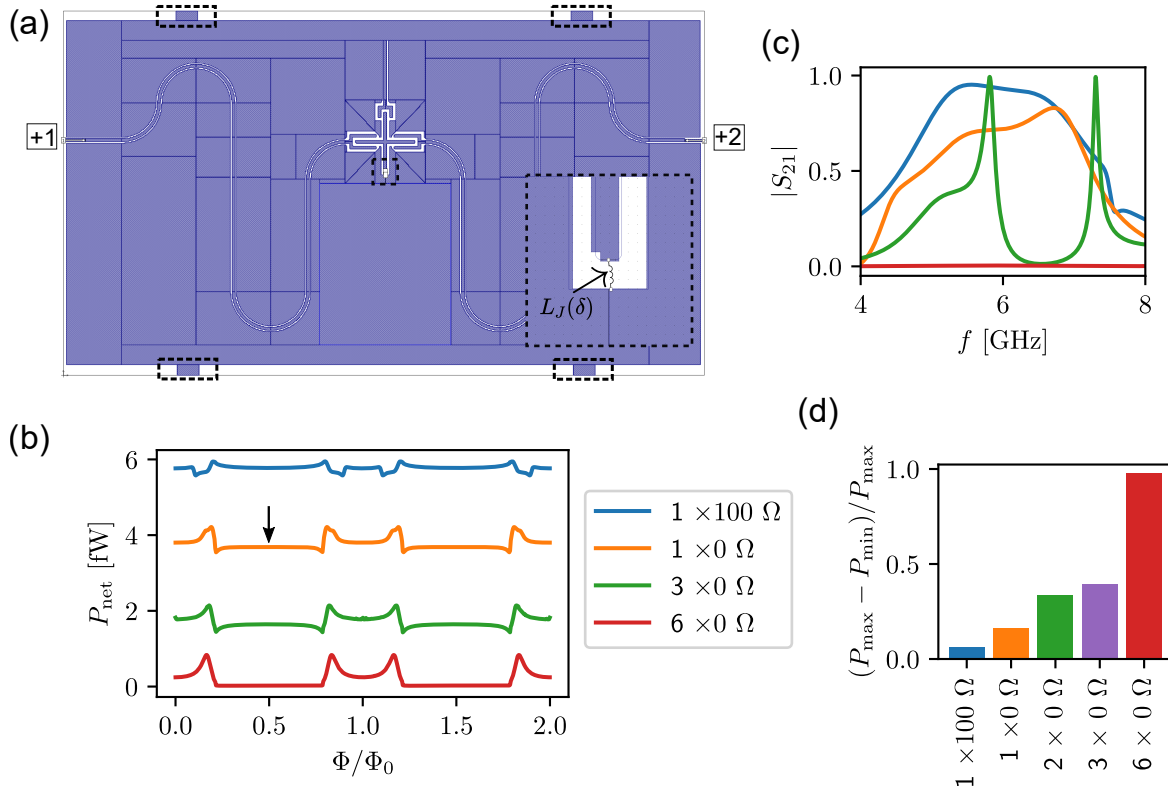 (a)
+1
+2
L_J(δ)
(b)
P_net [fW]
6
4
2
0
0.0 0.5 1.0 1.5 2.0
Φ/Φ_0
1 ×100 Ω
1 ×0 Ω
3 ×0 Ω
6 ×0 Ω
(c)
|S_21|
1.0
0.5
0.0
4 6 8
f [GHz]
(d)
(P_max − P_min)/P_max
1.0
0.5
0.0
1 ×100 Ω
1 ×0 Ω
2 × 0 Ω
3 × 0 Ω
6 × 0 Ω